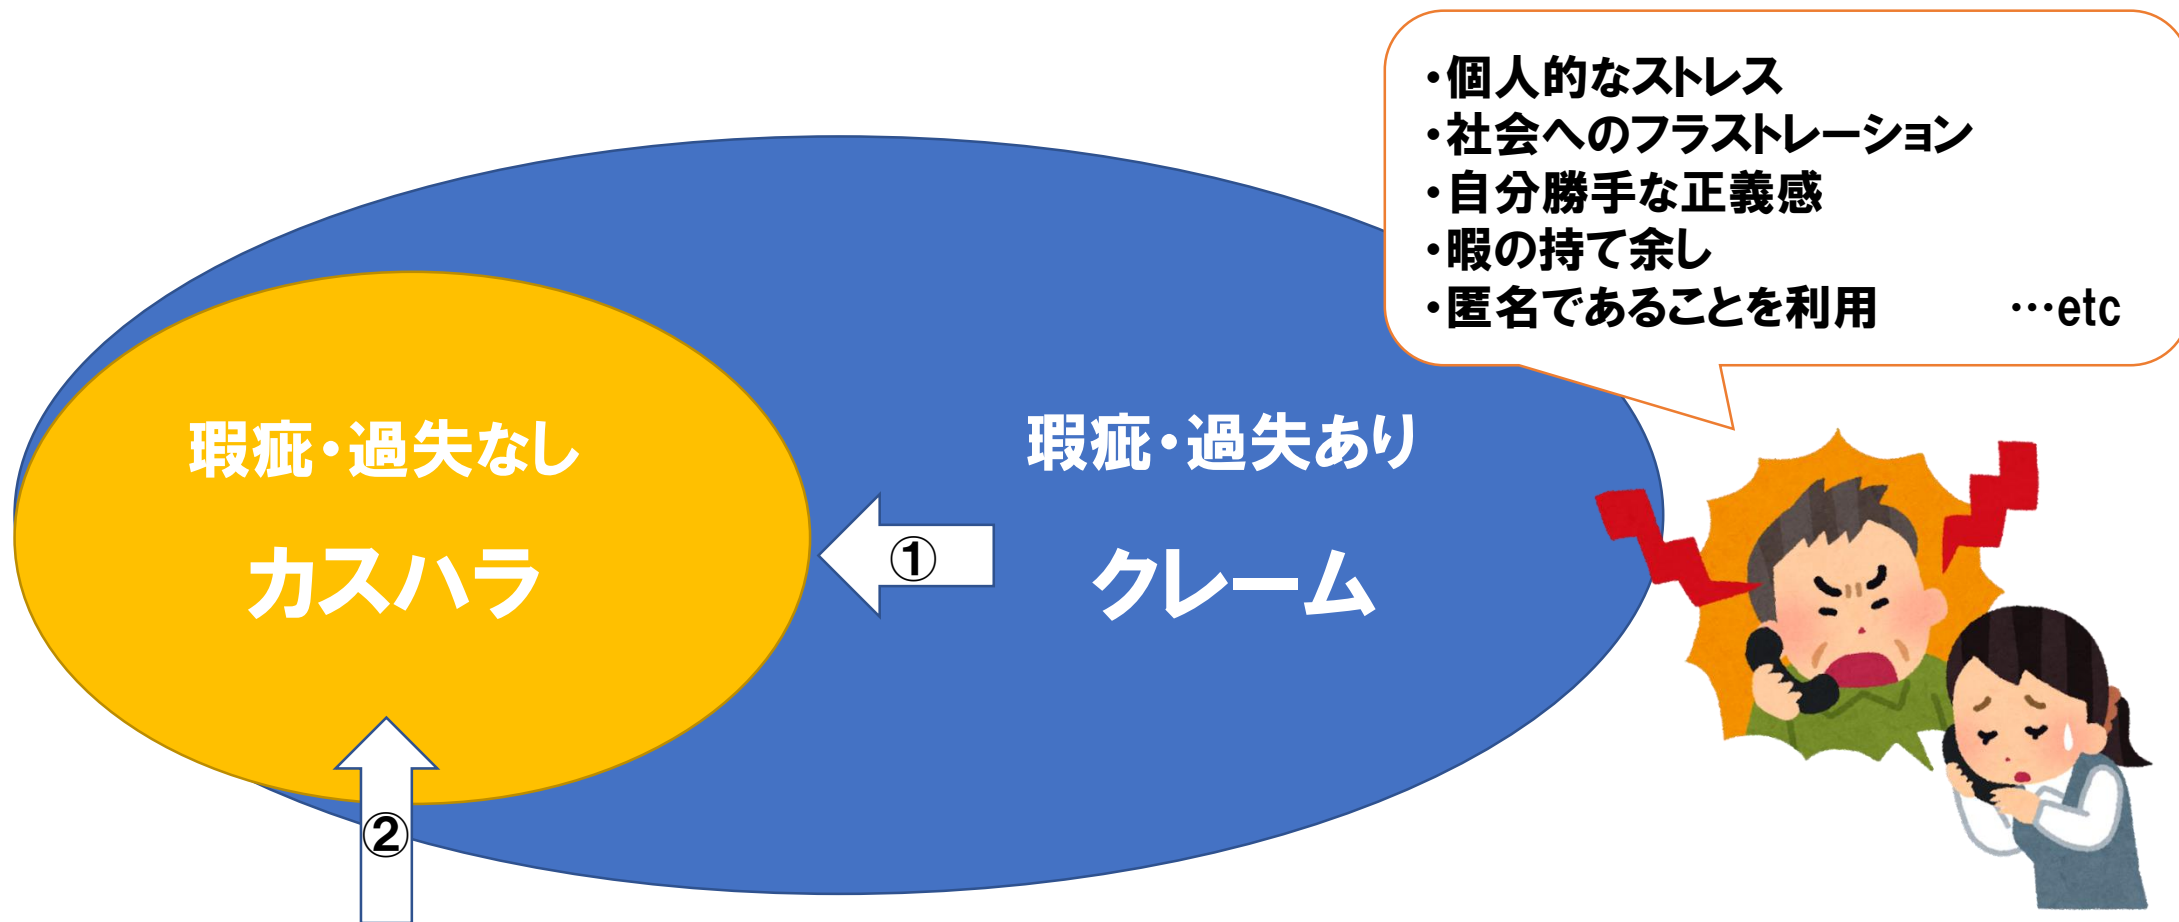 ・個人的なストレス
・社会へのフラストレーション
・自分勝手な正義感
・暇の持て余し
・匿名であることを利用　　　…etc
瑕疵・過失なし
カスハラ
①
瑕疵・過失あり
クレーム
②